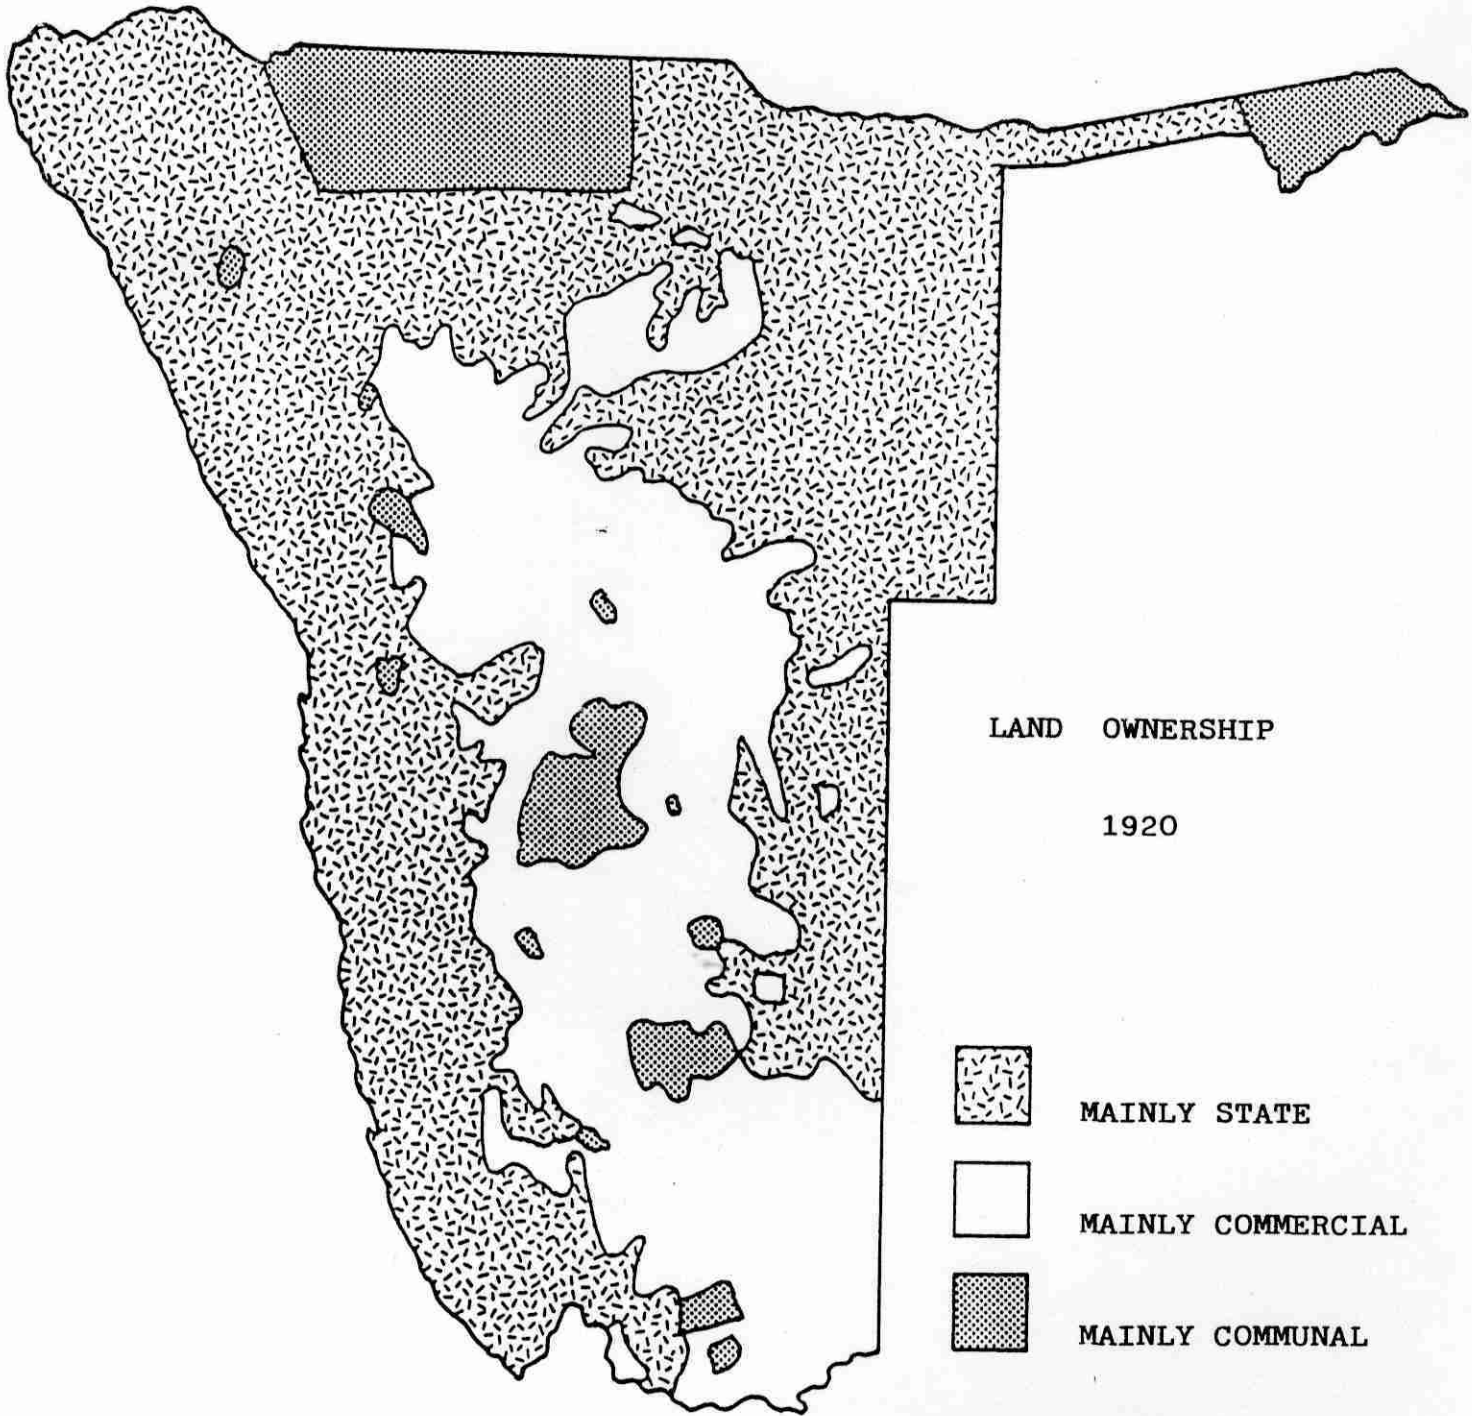 LAND OWNERSHIP
1920
MAINLY STATE
MAINLY COMMERCIAL
MAINLY COMMUNAL